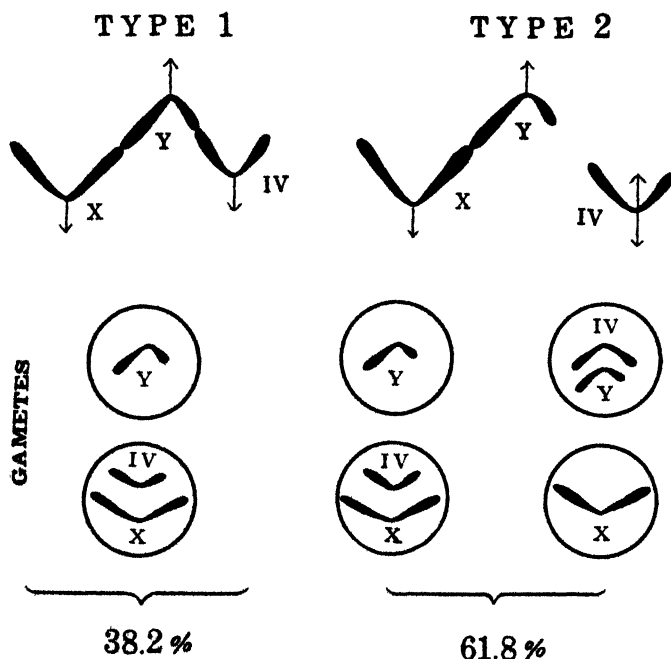 TYPE 1 TYPE 2
Y Y
IV
X X IV
GAMETES
IV
Y Y Y
IV IV
X X X
38.2 % 61.8 %